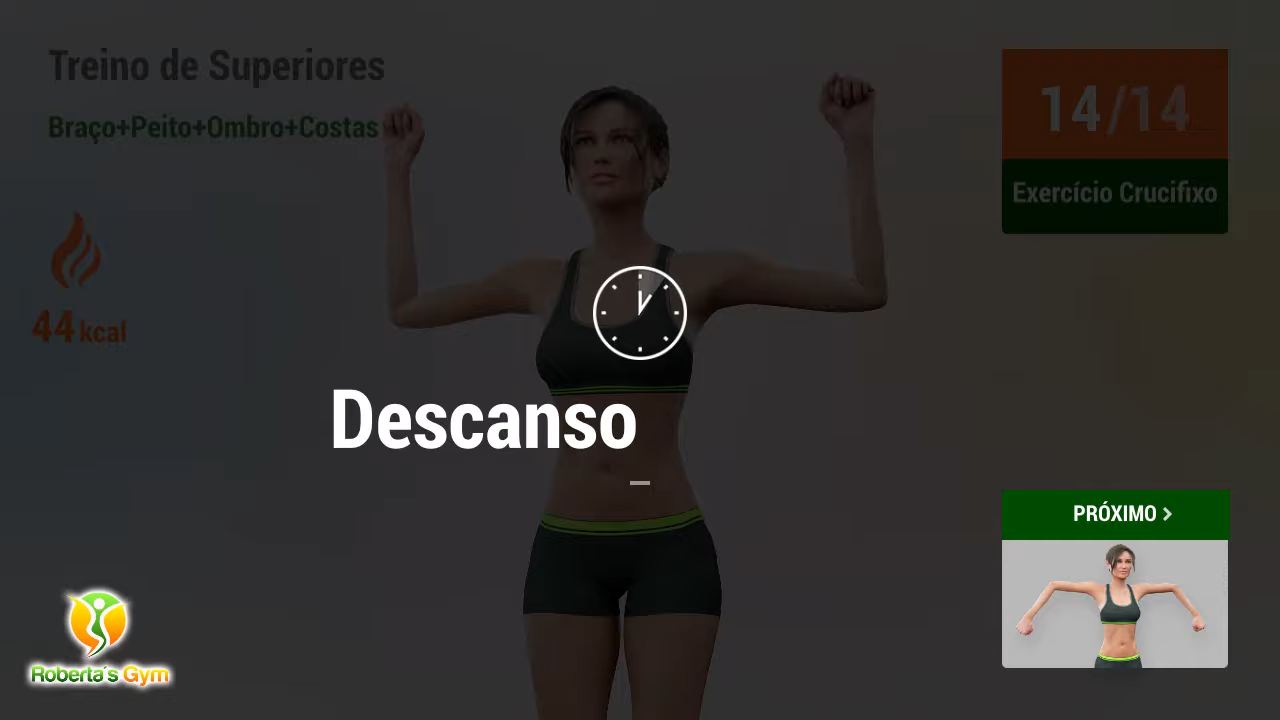 Treino de Superiores
Braço+Peito+Ombro+Costas
14/14
Exercício Crucifixo
44 kcal
Descanso
PRÓXIMO >
Roberta´s Gym